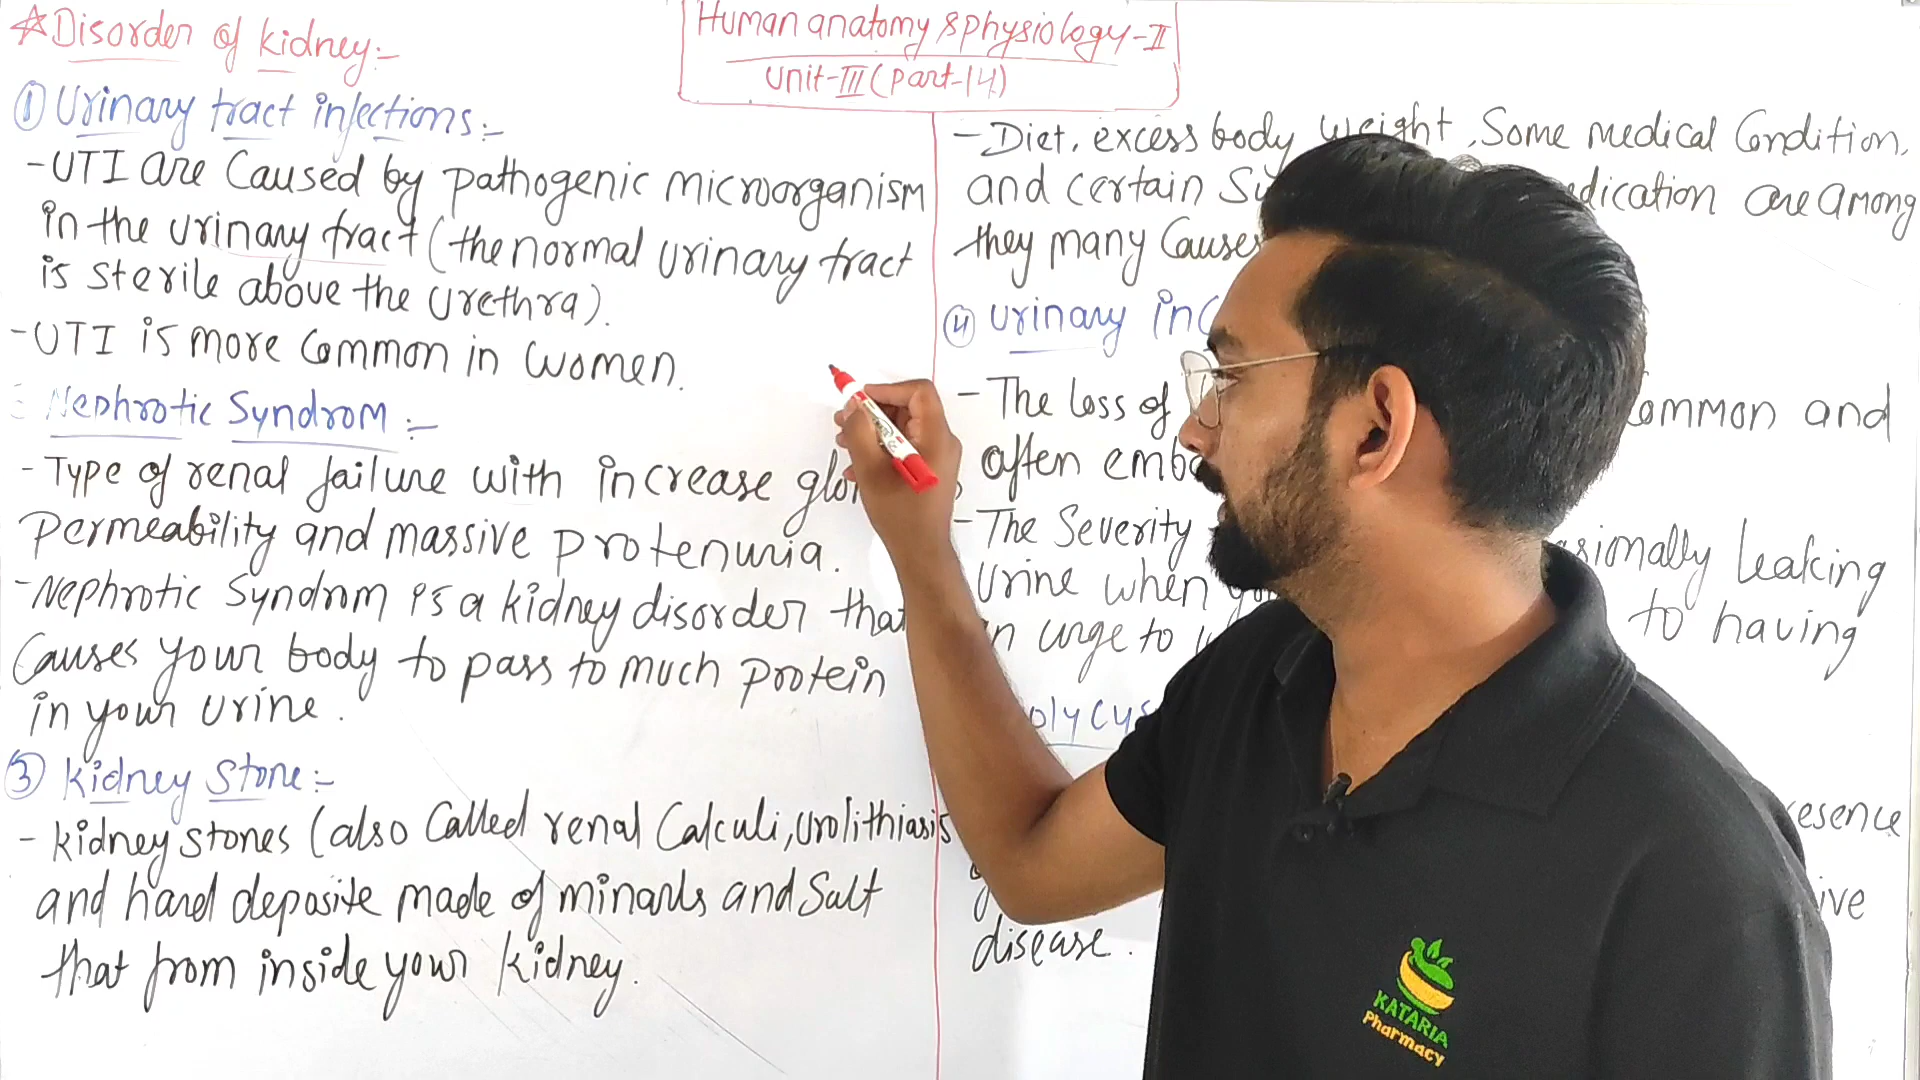 ☆Disorder of kidney:-
Human anatomy & physiology-II
Unit-III (Part-14)
① Urinary tract infections:-
-UTI are Caused by pathogenic microorganism
in the urinary tract (the normal urinary tract
is sterile above the urethra).
-UTI is more Common in women.
Nephrotic Syndrom:-
-Type of renal failure with increase
Permeability and massive protenuria.
-Nephrotic Syndrom is a kidney disorder that
Causes your body to pass to much protein
in your urine.
③ Kidney Stone:-
- kidney stones (also Called renal Calculi, urolithiasis
and hard deposite made of minarls and Salt
that from inside your kidney.
-Diet, excess body weight, Some medical Condition,
and certain are among
they many Causes
④ urinary
- The loss of common and
often
- The Severity leaking
urine when
urge to to having
disease.
KATARIA
Pharmacy